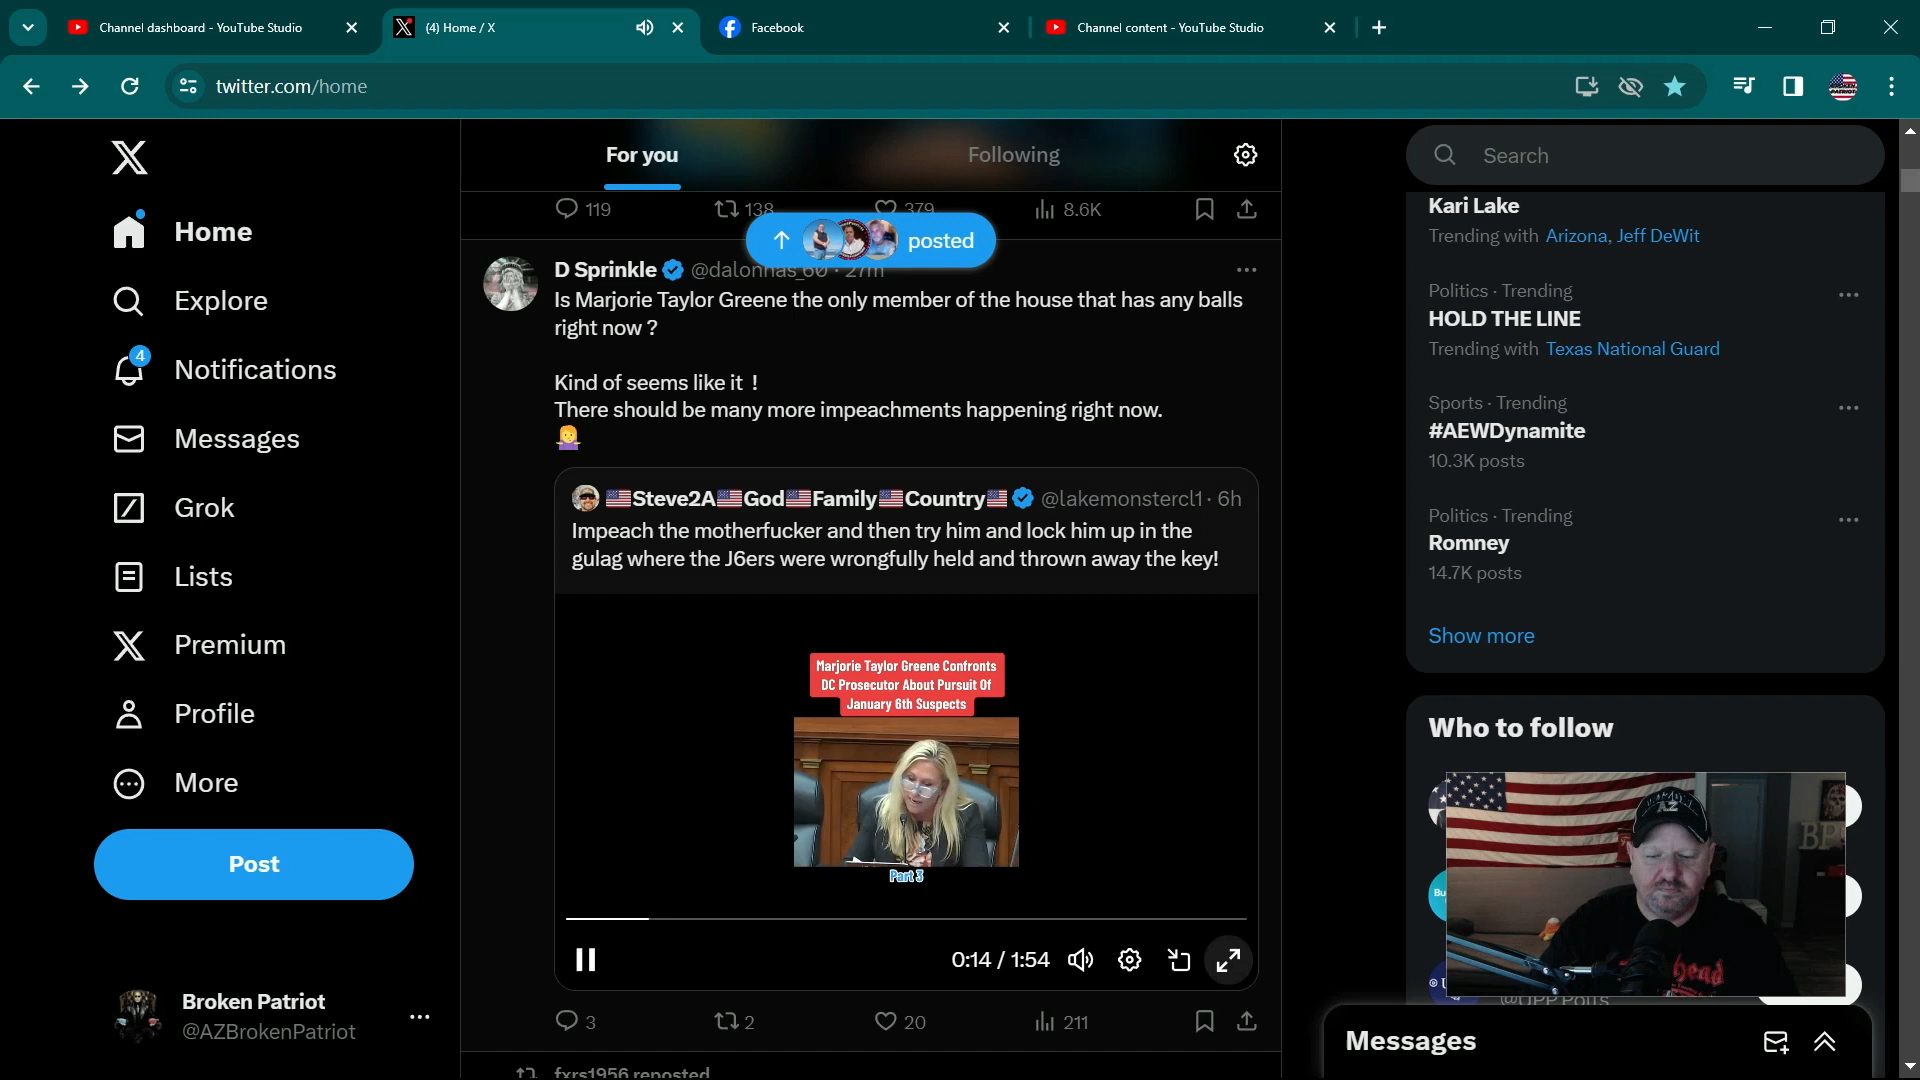 Channel dashboard - YouTube Studio
(4) Home / X
Facebook
Channel content - YouTube Studio
twitter.com/home
For you
Following
Search
Home
Explore
4
Notifications
Messages
Grok
Lists
Premium
Profile
More
Post
Broken Patriot
@AZBrokenPatriot
119
138
379
8.6K
posted
D Sprinkle @dalonnas_60 · 27m
Is Marjorie Taylor Greene the only member of the house that has any balls
right now ?
Kind of seems like it !
There should be many more impeachments happening right now.
🤷‍♀️
🇺🇸Steve2A🇺🇸God🇺🇸Family🇺🇸Country🇺🇸 @lakemonstercl1 · 6h
Impeach the motherfucker and then try him and lock him up in the
gulag where the J6ers were wrongfully held and thrown away the key!
Marjorie Taylor Greene Confronts
DC Prosecutor About Pursuit Of
January 6th Suspects
Part 3
0:14 / 1:54
3
2
20
211
fxrs1956 reposted
Kari Lake
Trending with Arizona, Jeff DeWit
Politics · Trending
HOLD THE LINE
Trending with Texas National Guard
Sports · Trending
#AEWDynamite
10.3K posts
Politics · Trending
Romney
14.7K posts
Show more
Who to follow
AZ
BP
@UPPPolls
Messages